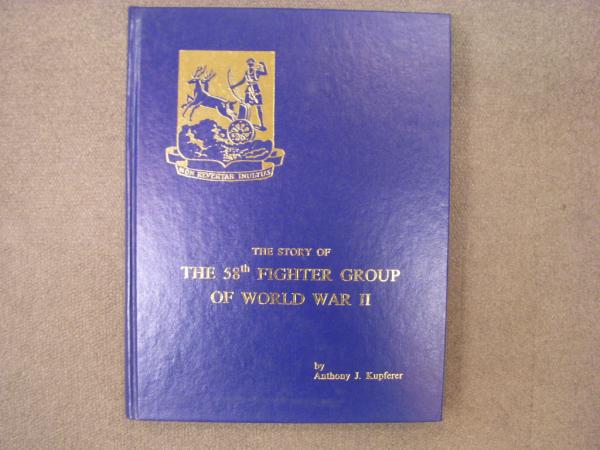 NON REVERTAR INULTUS
THE STORY OF
THE 58th FIGHTER GROUP
OF WORLD WAR II
by
Anthony J. Kupferer